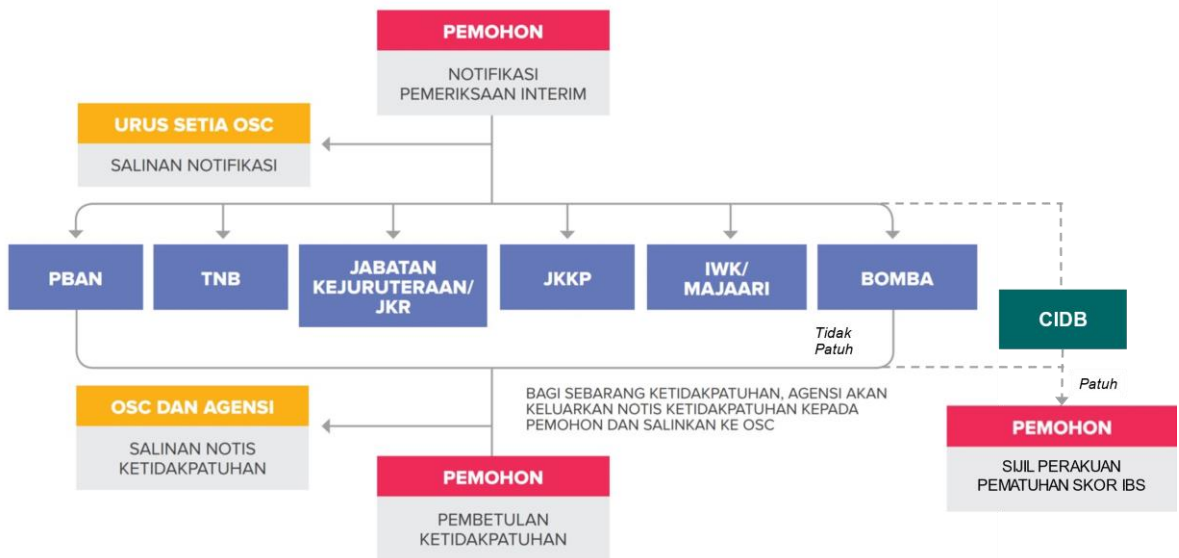 PEMOHON
NOTIFIKASI
PEMERIKSAAN INTERIM
URUS SETIA OSC
SALINAN NOTIFIKASI
PBAN
TNB
JABATAN
KEJURUTERAAN/
JKR
JKKP
IWK/
MAJAARI
BOMBA
CIDB
Tidak
Patuh
Patuh
BAGI SEBARANG KETIDAKPATUHAN, AGENSI AKAN
KELUARKAN NOTIS KETIDAKPATUHAN KEPADA
PEMOHON DAN SALINKAN KE OSC
OSC DAN AGENSI
SALINAN NOTIS
KETIDAKPATUHAN
PEMOHON
PEMBETULAN
KETIDAKPATUHAN
PEMOHON
SIJIL PERAKUAN
PEMATUHAN SKOR IBS